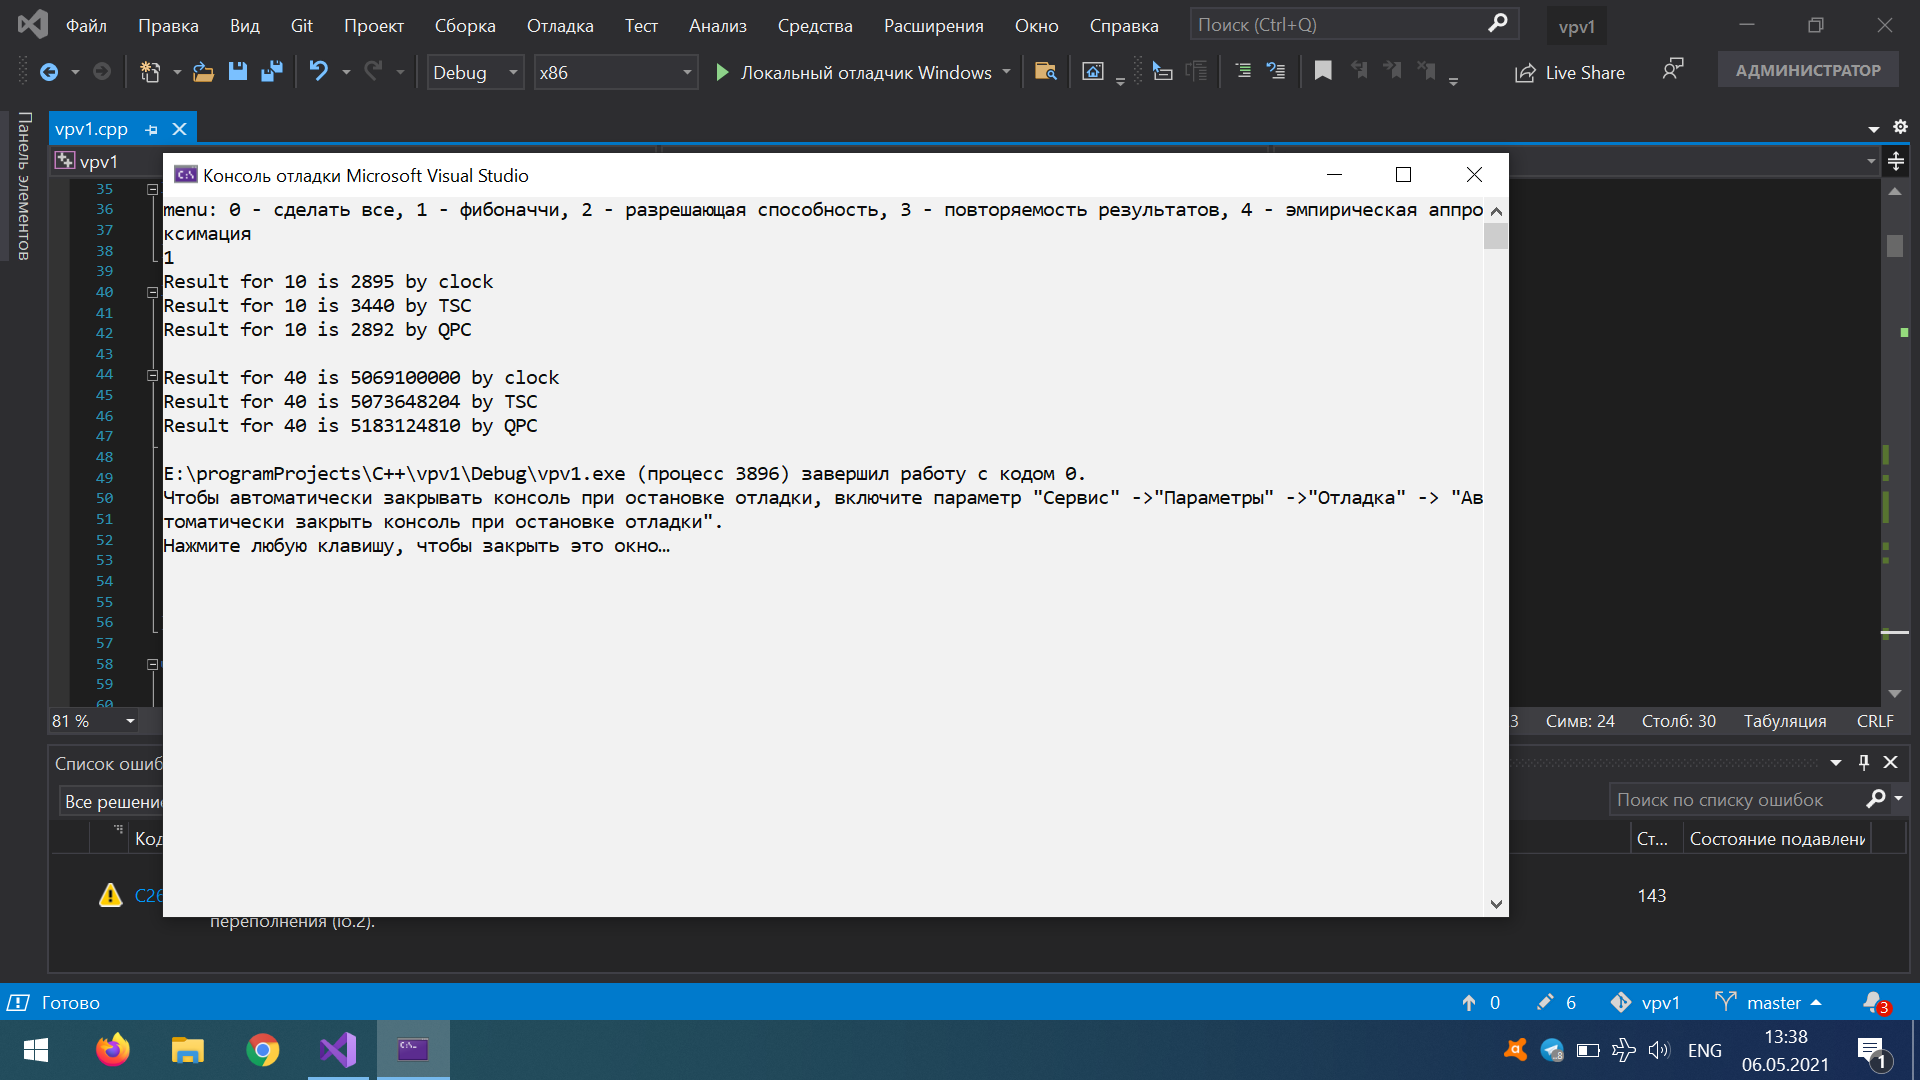 Файл Правка Вид Git Проект Сборка Отладка Тест Анализ Средства Расширения Окно Справка Поиск (Ctrl+Q) vpv1
Debug x86 Локальный отладчик Windows Live Share АДМИНИСТРАТОР
Панель элементов
vpv1.cpp
vpv1
Консоль отладки Microsoft Visual Studio
menu: 0 - сделать все, 1 - фибоначчи, 2 - разрешающая способность, 3 - повторяемость результатов, 4 - эмпирическая аппро
ксимация
1
Result for 10 is 2895 by clock
Result for 10 is 3440 by TSC
Result for 10 is 2892 by QPC
Result for 40 is 5069100000 by clock
Result for 40 is 5073648204 by TSC
Result for 40 is 5183124810 by QPC
E:\programProjects\C++\vpv1\Debug\vpv1.exe (процесс 3896) завершил работу с кодом 0.
Чтобы автоматически закрывать консоль при остановке отладки, включите параметр "Сервис" ->"Параметры" ->"Отладка" -> "Ав
томатически закрыть консоль при остановке отладки".
Нажмите любую клавишу, чтобы закрыть это окно…
35
36
37
38
39
40
41
42
43
44
45
46
47
48
49
50
51
52
53
54
55
56
57
58
59
60
81 % 3 Симв: 24 Столб: 30 Табуляция CRLF
Список ошиб
Все решение Поиск по списку ошибок
Код Ст... Состояние подавлени
C26 143
переполнения (io.2).
Готово 0 6 vpv1 master 3
ENG 13:38 1
06.05.2021